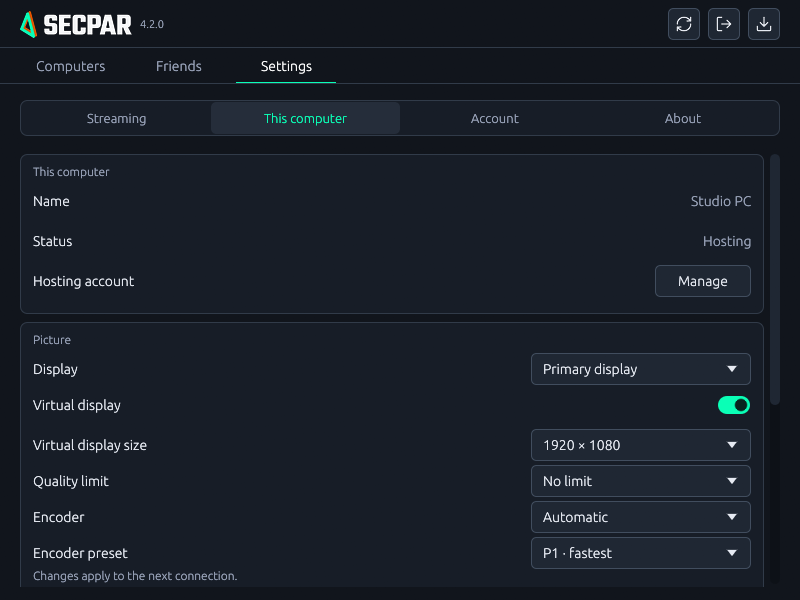 SECPAR 4.2.0
Computers Friends Settings
Streaming This computer Account About
This computer
Name Studio PC
Status Hosting
Hosting account Manage
Picture
Display Primary display
Virtual display
Virtual display size 1920 × 1080
Quality limit No limit
Encoder Automatic
Encoder preset P1 · fastest
Changes apply to the next connection.